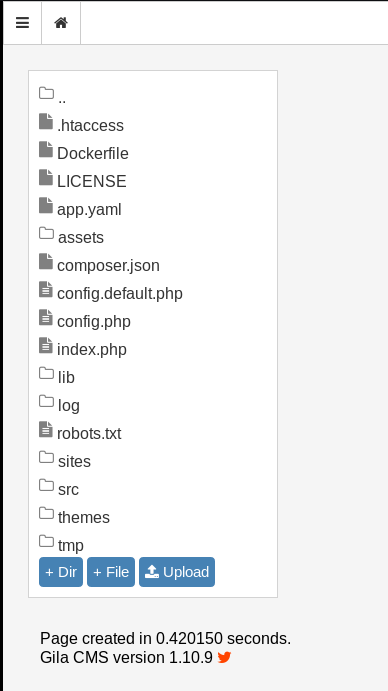 ..
.htaccess
Dockerfile
LICENSE
app.yaml
assets
composer.json
config.default.php
config.php
index.php
lib
log
robots.txt
sites
src
themes
tmp
+ Dir + File Upload
Page created in 0.420150 seconds.
Gila CMS version 1.10.9